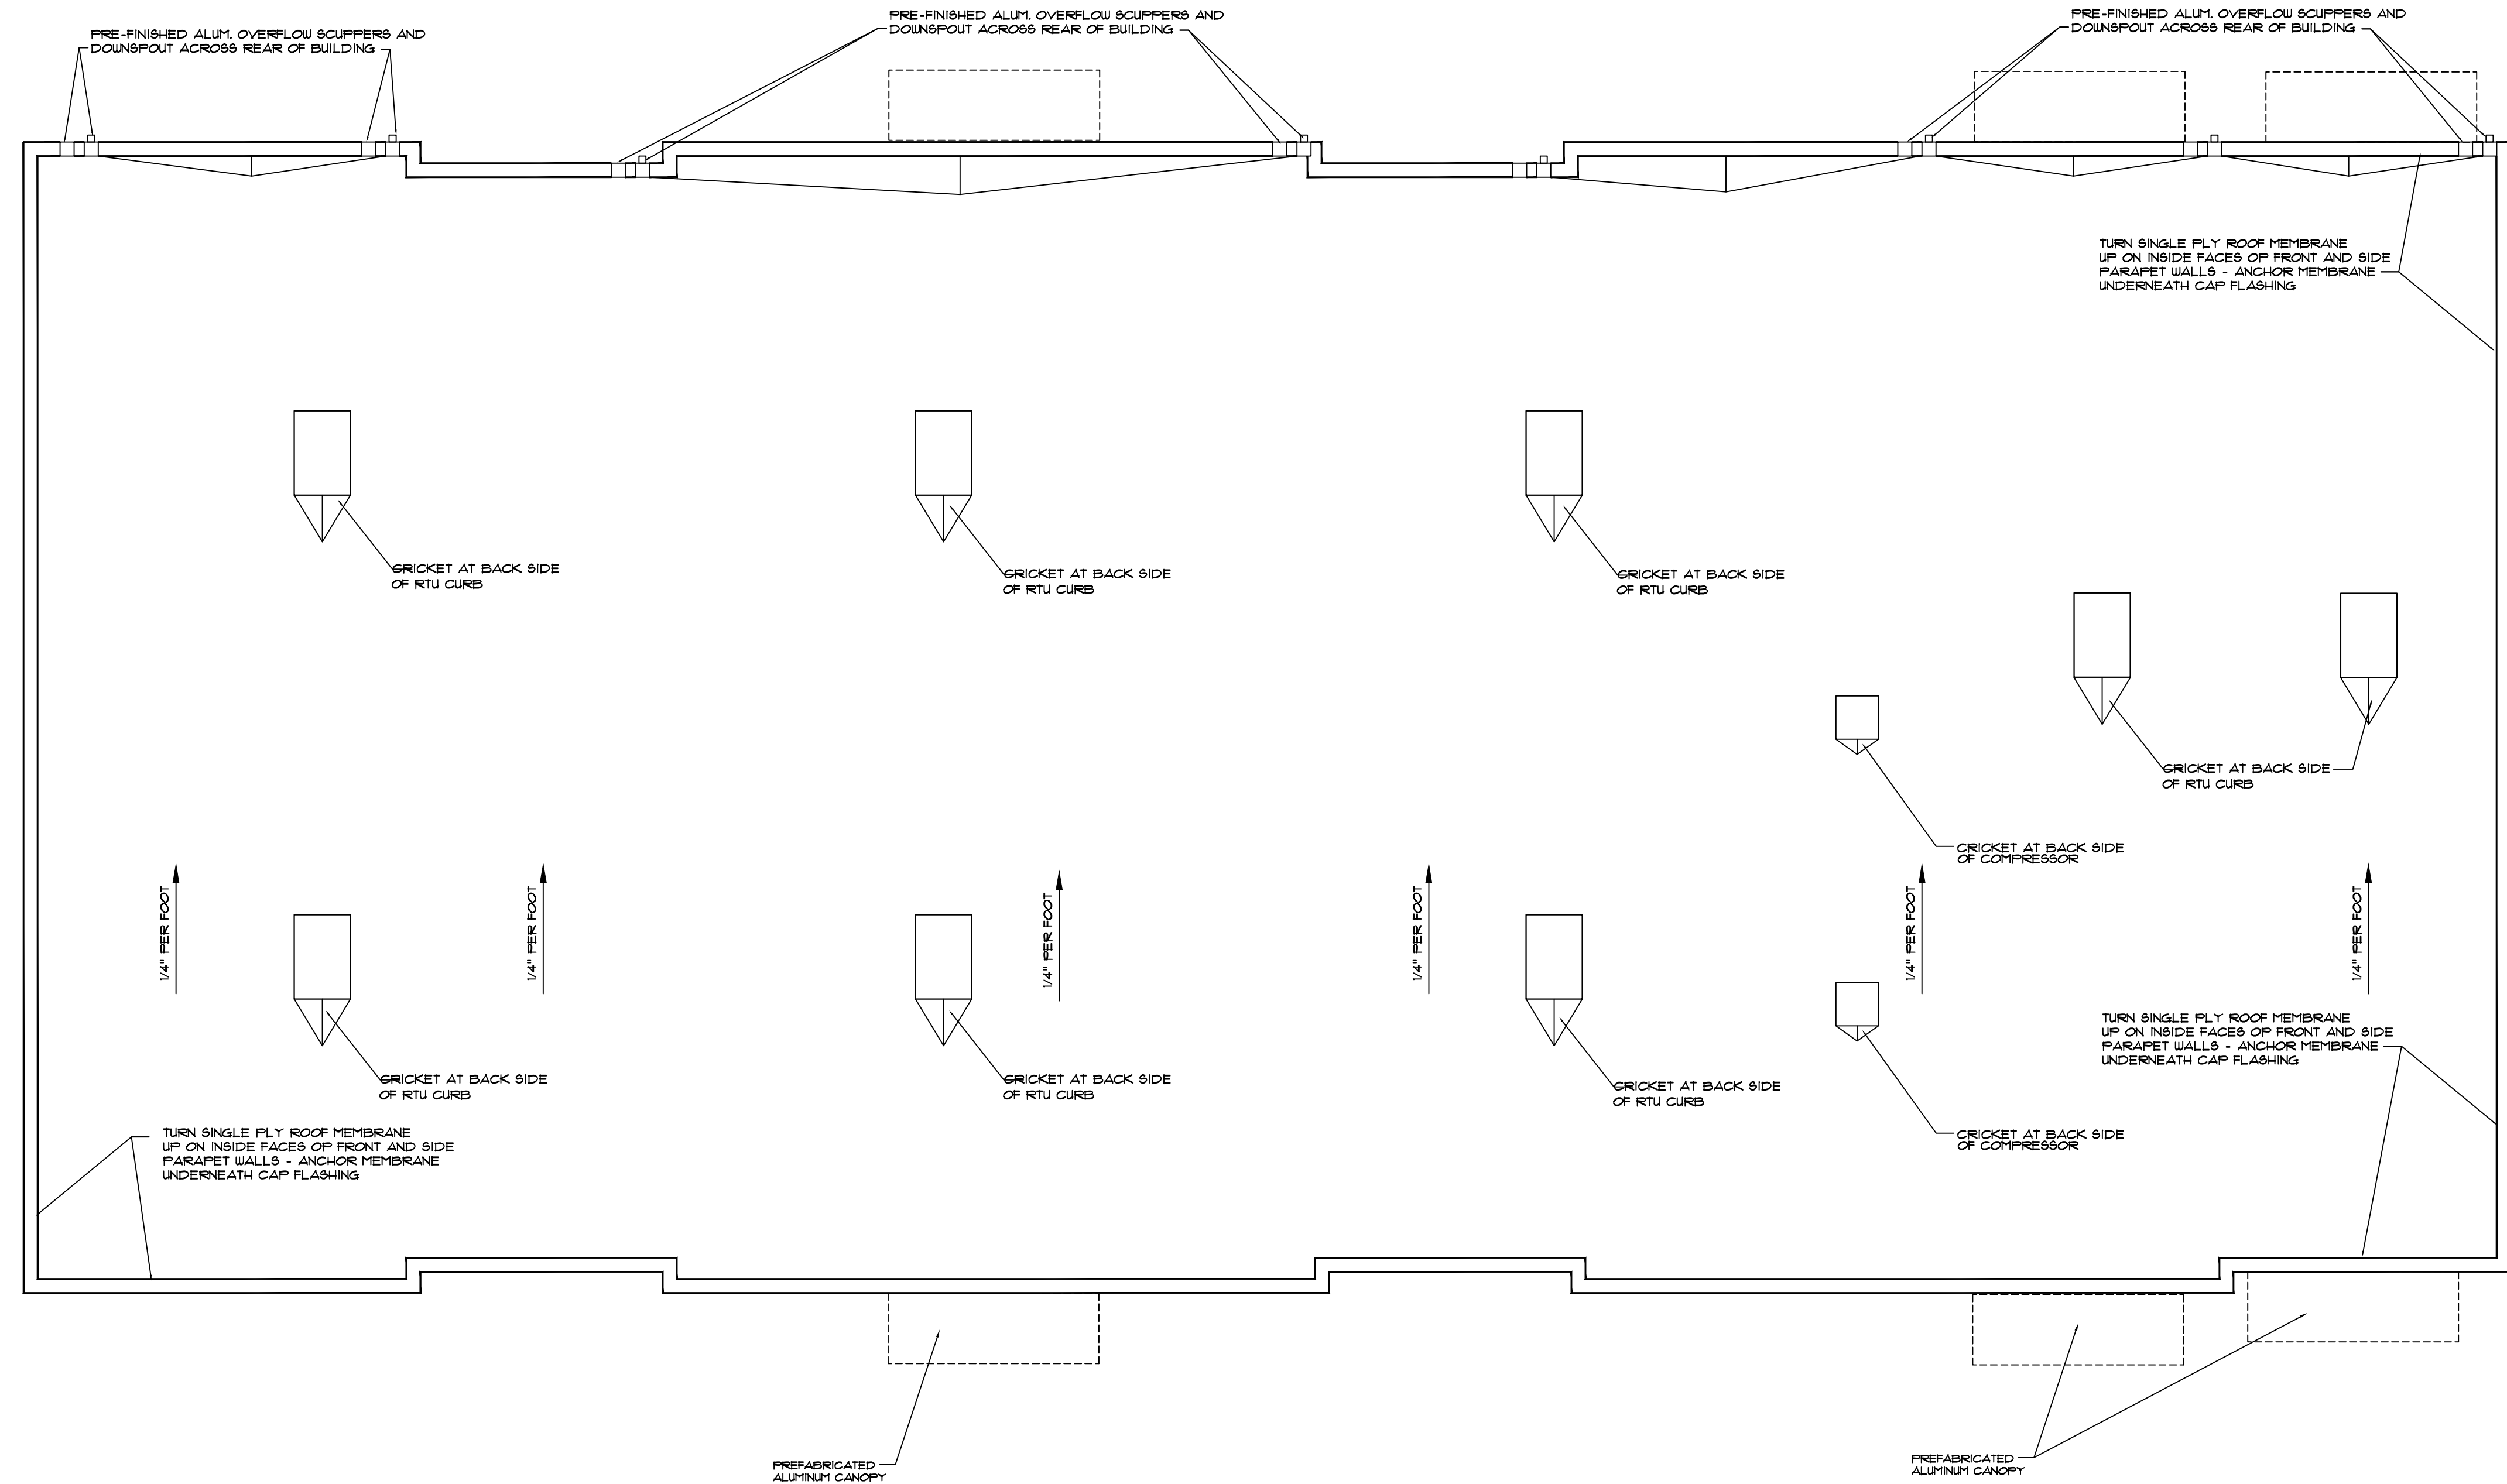 PRE-FINISHED ALUM. OVERFLOW SCUPPERS AND
DOWNSPOUT ACROSS REAR OF BUILDING
PRE-FINISHED ALUM. OVERFLOW SCUPPERS AND
DOWNSPOUT ACROSS REAR OF BUILDING
PRE-FINISHED ALUM. OVERFLOW SCUPPERS AND
DOWNSPOUT ACROSS REAR OF BUILDING
TURN SINGLE PLY ROOF MEMBRANE
UP ON INSIDE FACES OP FRONT AND SIDE
PARAPET WALLS - ANCHOR MEMBRANE
UNDERNEATH CAP FLASHING
CRICKET AT BACK SIDE
OF RTU CURB
CRICKET AT BACK SIDE
OF RTU CURB
CRICKET AT BACK SIDE
OF RTU CURB
CRICKET AT BACK SIDE
OF RTU CURB
CRICKET AT BACK SIDE
OF COMPRESSOR
1/4" PER FOOT
1/4" PER FOOT
1/4" PER FOOT
1/4" PER FOOT
1/4" PER FOOT
1/4" PER FOOT
TURN SINGLE PLY ROOF MEMBRANE
UP ON INSIDE FACES OP FRONT AND SIDE
PARAPET WALLS - ANCHOR MEMBRANE
UNDERNEATH CAP FLASHING
CRICKET AT BACK SIDE
OF RTU CURB
CRICKET AT BACK SIDE
OF RTU CURB
CRICKET AT BACK SIDE
OF RTU CURB
CRICKET AT BACK SIDE
OF COMPRESSOR
TURN SINGLE PLY ROOF MEMBRANE
UP ON INSIDE FACES OP FRONT AND SIDE
PARAPET WALLS - ANCHOR MEMBRANE
UNDERNEATH CAP FLASHING
PREFABRICATED
ALUMINUM CANOPY
PREFABRICATED
ALUMINUM CANOPY